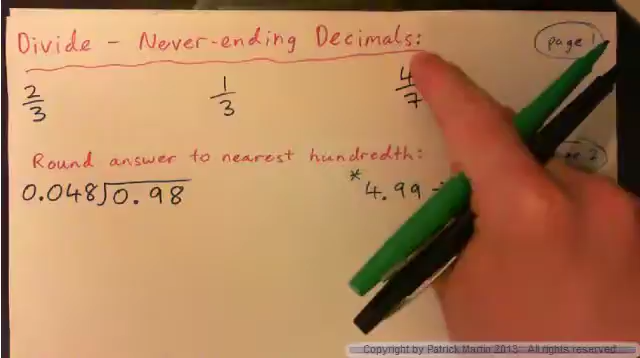 Divide - Never-ending Decimals:
page 1
2/3 1/3 4/7
Round answer to nearest hundredth:
2
0.048)0.98
* 4.99
Copyright by Patrick Martin 2013 All rights reserved